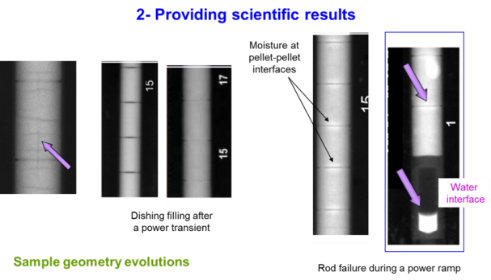 2- Providing scientific results
Moisture at
pellet-pellet
interfaces
15
17
15
15
1
Water
interface
Dishing filling after
a power transient
Sample geometry evolutions
Rod failure during a power ramp